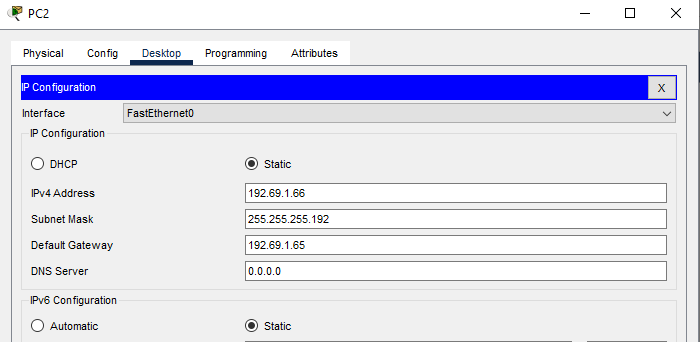 PC2
Physical Config Desktop Programming Attributes
IP Configuration X
Interface FastEthernet0
IP Configuration
DHCP Static
IPv4 Address 192.69.1.66
Subnet Mask 255.255.255.192
Default Gateway 192.69.1.65
DNS Server 0.0.0.0
IPv6 Configuration
Automatic Static